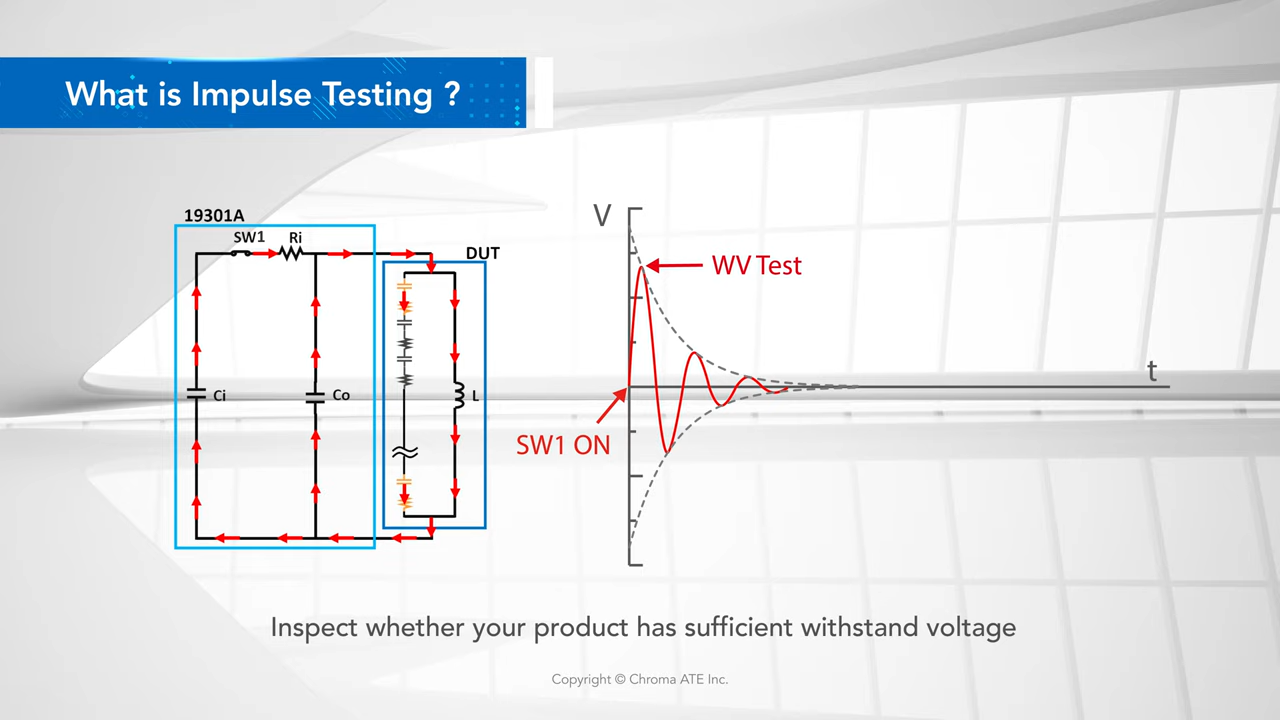 What is Impulse Testing ?
19301A
SW1
Ri
DUT
Ci
Co
L
V
WV Test
t
SW1 ON
Inspect whether your product has sufficient withstand voltage
Copyright © Chroma ATE Inc.